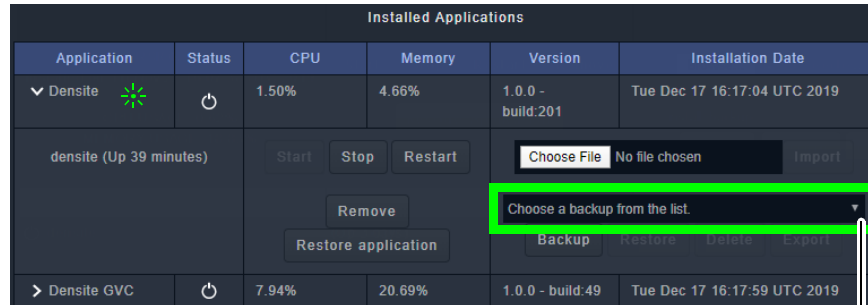 Installed Applications
Application Status CPU Memory Version Installation Date
Densite 1.50% 4.66% 1.0.0 - Tue Dec 17 16:17:04 UTC 2019
build:201
densite (Up 39 minutes) Start Stop Restart Choose File No file chosen Import
Remove Choose a backup from the list.
Restore application Backup Restore Delete Export
Densite GVC 7.94% 20.69% 1.0.0 - build:49 Tue Dec 17 16:17:59 UTC 2019